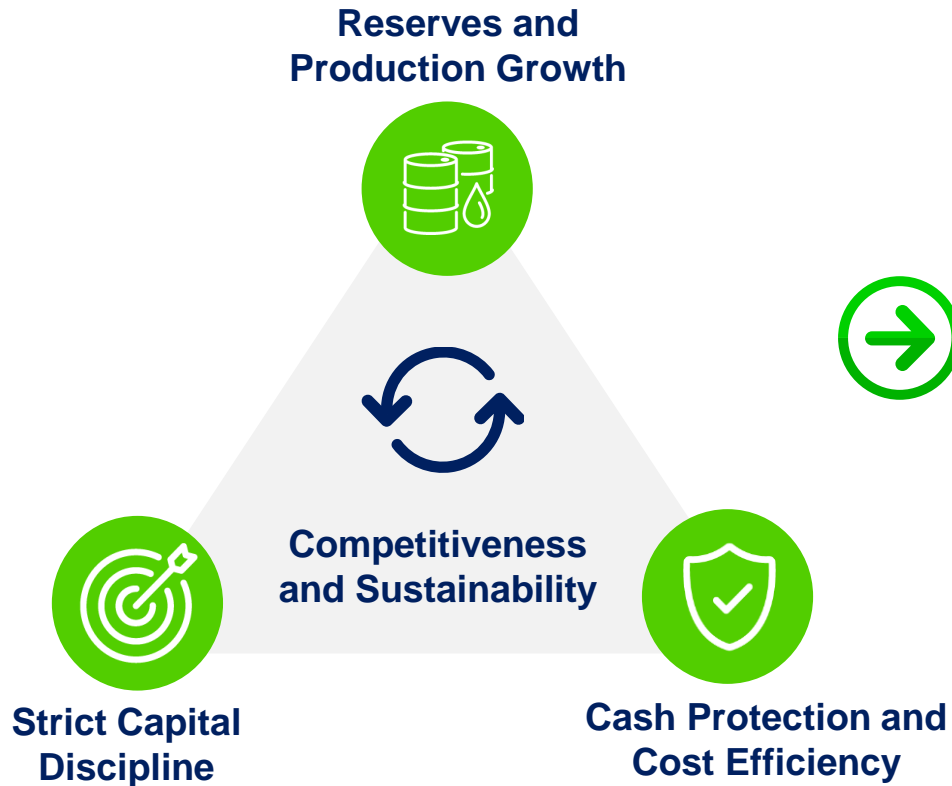 Reserves and
Production Growth
Competitiveness
and Sustainability
Strict Capital
Discipline
Cash Protection and
Cost Efficiency